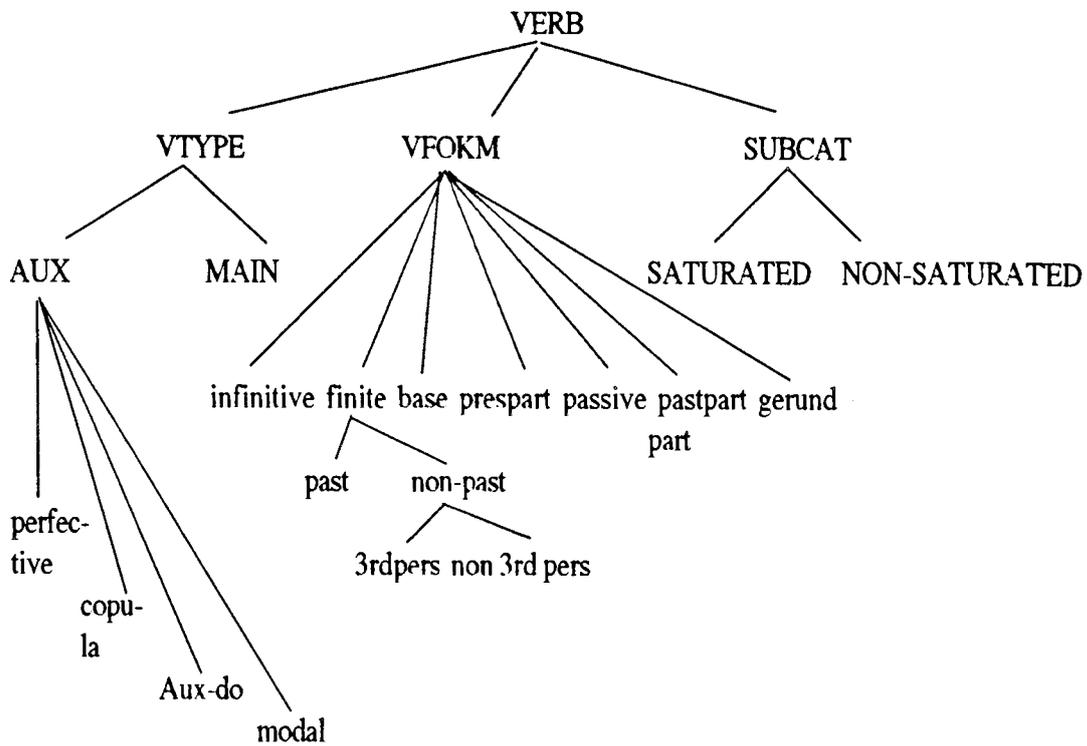 VERB
VTYPE VFOKM SUBCAT
AUX MAIN SATURATED NON-SATURATED
infinitive finite base prespart passive pastpart gerund
part
past non-past
perfec-
tive
3rdpers non 3rd pers
copu-
la
Aux-do
modal